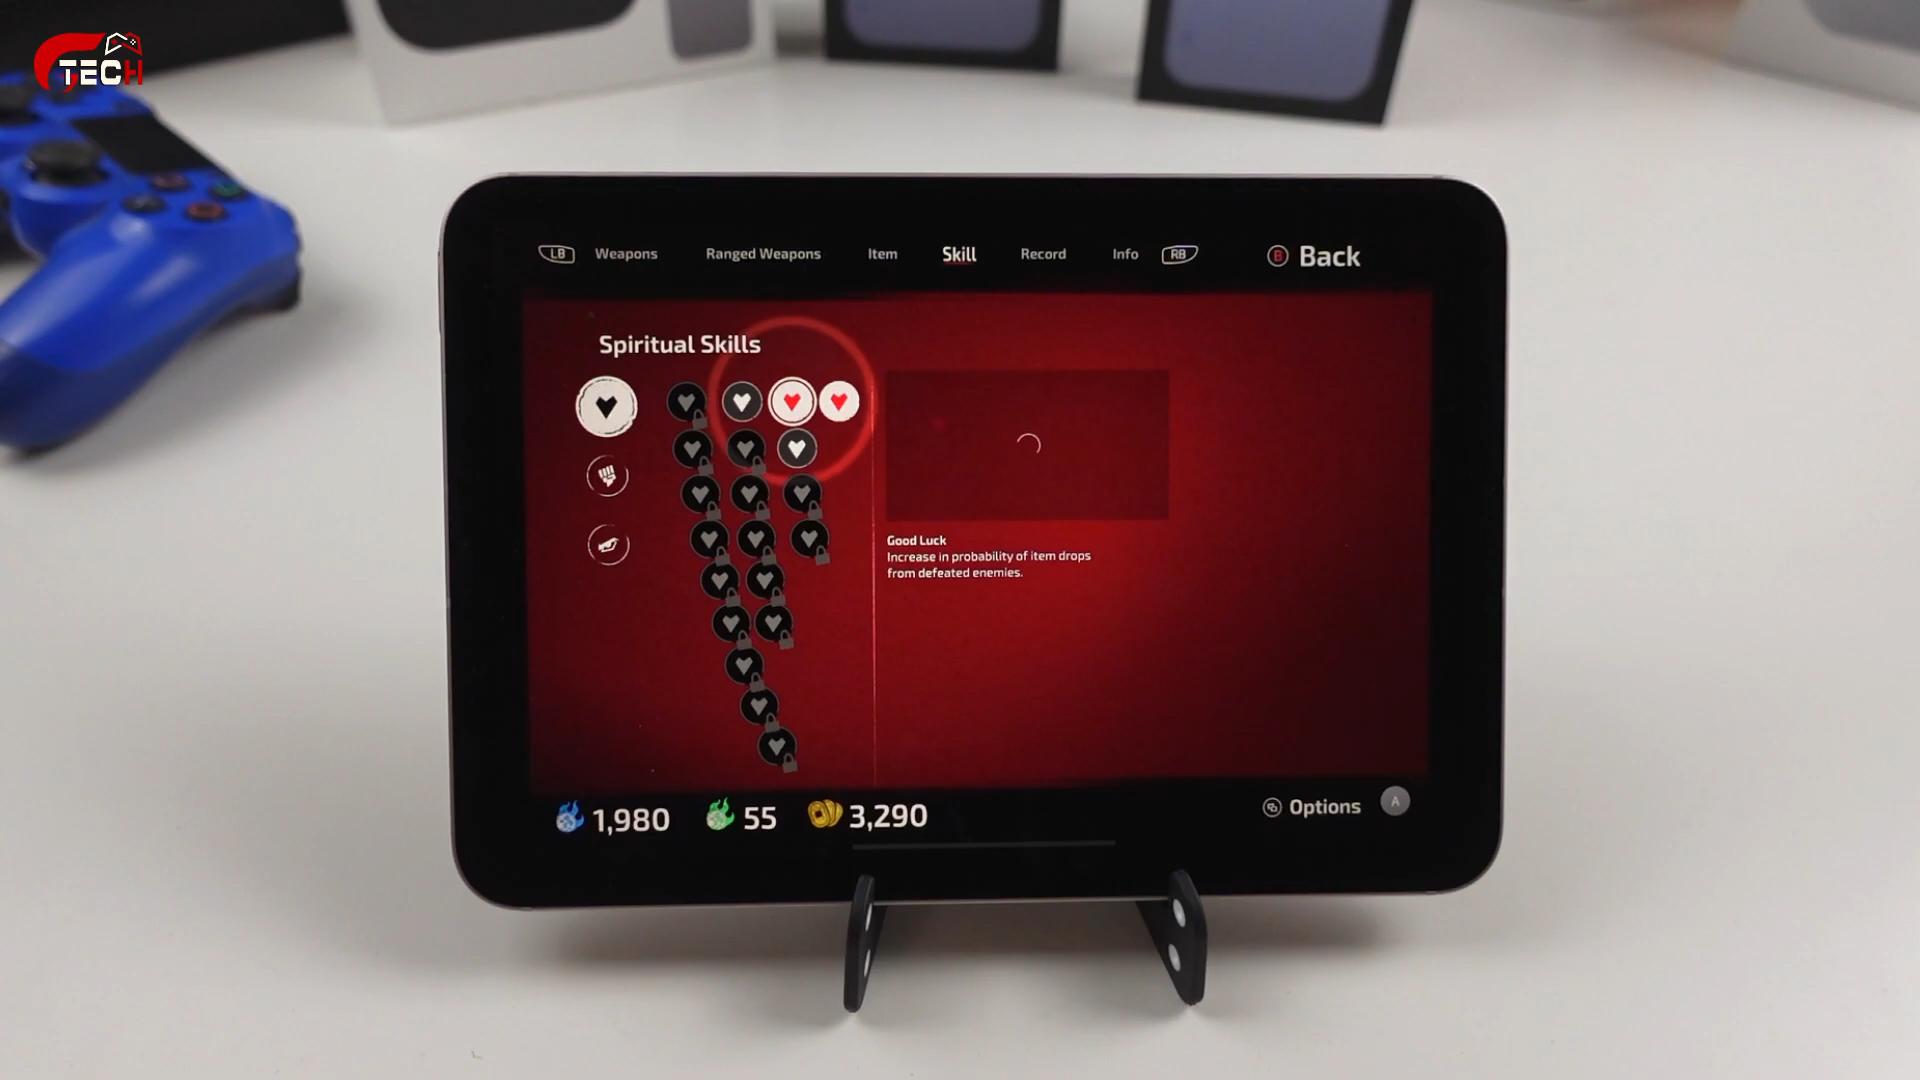 TECH
LB Weapons Ranged Weapons Item Skill Record Info RB B Back
Spiritual Skills
Good Luck
Increase in probability of item drops
from defeated enemies.
1,980 55 3,290
Options A